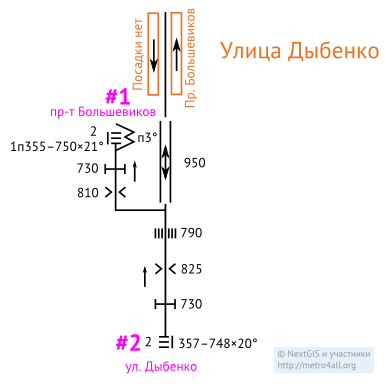 Посадки нет
Пр. Большевиков
Улица Дыбенко
#1
пр-т Большевиков
2
п3°
1п355–750×21°
730
810
950
790
825
730
#2
2
357–748×20°
ул. Дыбенко
© NextGIS и участники
http://metro4all.org